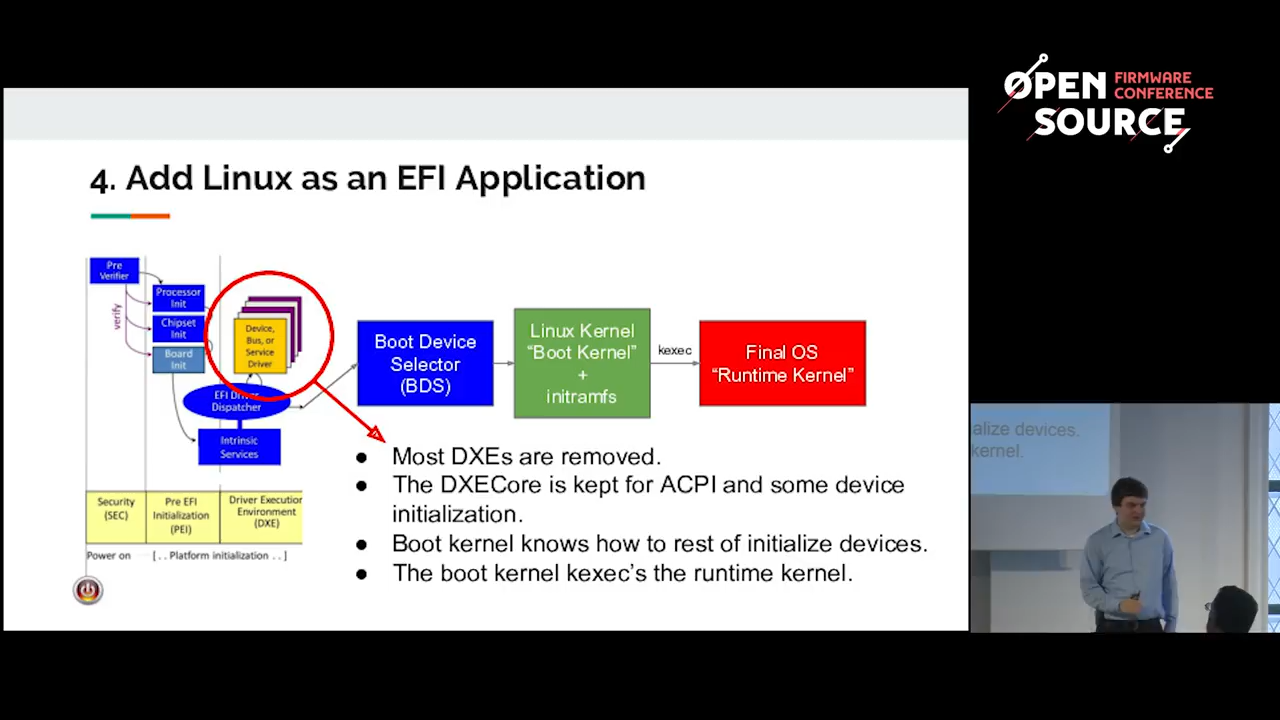 OPEN FIRMWARE
CONFERENCE
SOURCE
4. Add Linux as an EFI Application
Pre
Verifier
verify
Processor
Init
Chipset
Init
Board
Init
Device,
Bus, or
Service
Driver
EFI Driver
Dispatcher
Intrinsic
Services
Boot Device
Selector
(BDS)
Linux Kernel
"Boot Kernel"
+
initramfs
kexec
Final OS
"Runtime Kernel"
Security
(SEC)
Pre EFI
Initialization
(PEI)
Driver Execution
Environment
(DXE)
Power on [ . . Platform initialization . . ]
● Most DXEs are removed.
● The DXECore is kept for ACPI and some device
initialization.
● Boot kernel knows how to rest of initialize devices.
● The boot kernel kexec's the runtime kernel.
alize devices.
kernel.